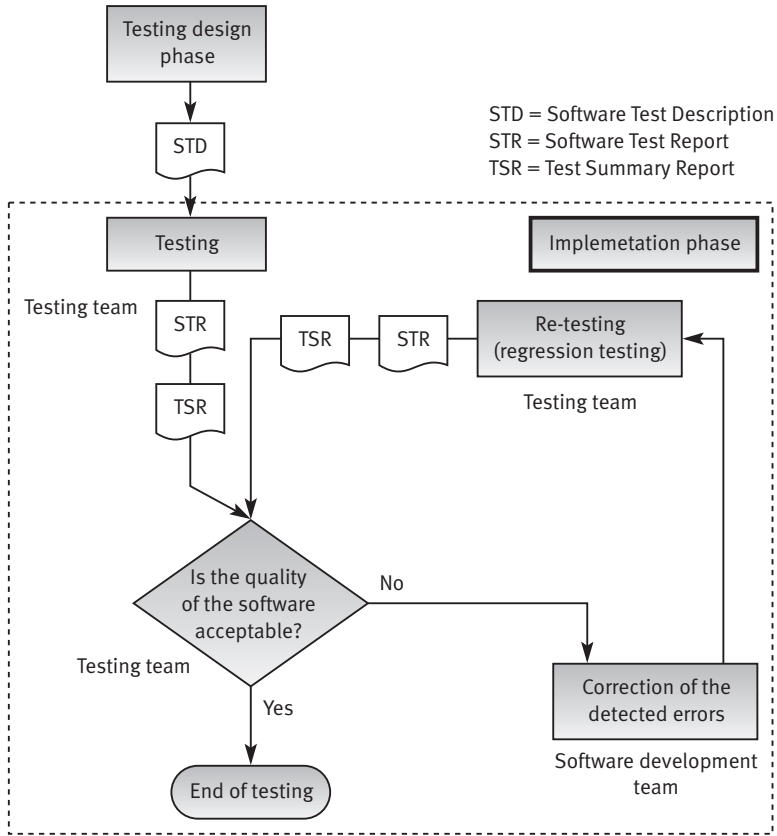 Testing design
phase
STD
STD = Software Test Description
STR = Software Test Report
TSR = Test Summary Report
Testing
Implemetation phase
Testing team
STR
TSR
TSR
STR
Re-testing
(regression testing)
Testing team
Is the quality
of the software
acceptable?
No
Testing team
Yes
Correction of the
detected errors
Software development
team
End of testing